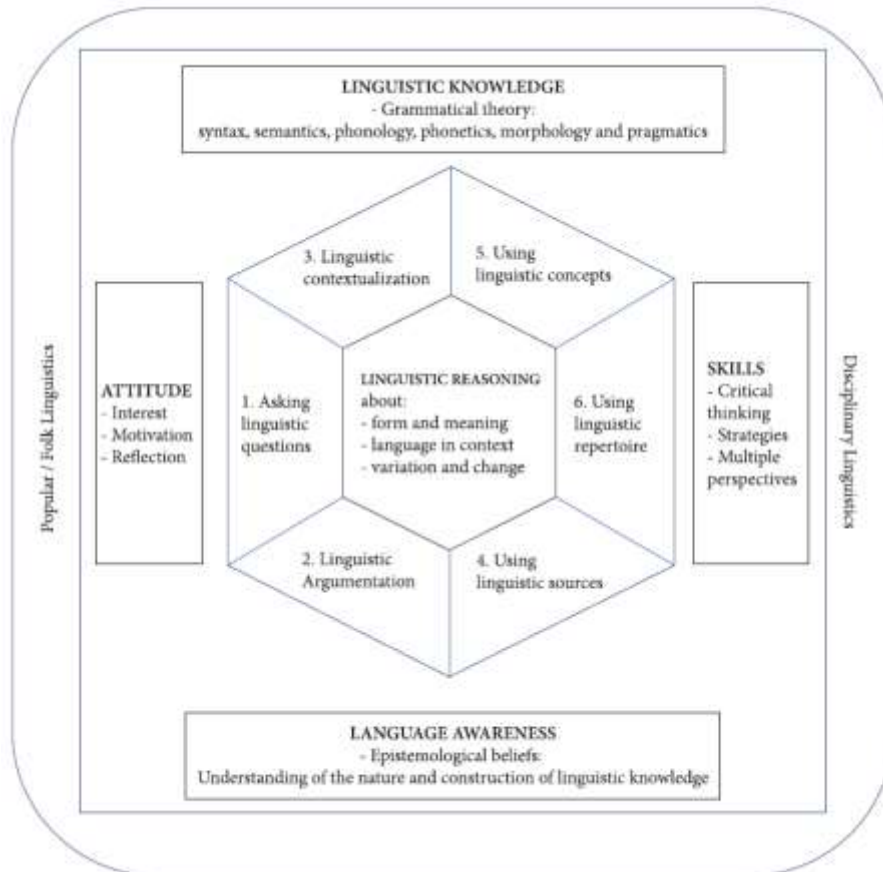 LINGUISTIC KNOWLEDGE
- Grammatical theory:
syntax, semantics, phonology, phonetics, morphology and pragmatics
3. Linguistic
contextualization
5. Using
linguistic concepts
Popular / Folk Linguistics
ATTITUDE
- Interest
- Motivation
- Reflection
1. Asking
linguistic
questions
LINGUISTIC REASONING
about:
- form and meaning
- language in context
- variation and change
6. Using
linguistic
repertoire
SKILLS
- Critical
thinking
- Strategies
- Multiple
perspectives
Disciplinary Linguistics
2. Linguistic
Argumentation
4. Using
linguistic sources
LANGUAGE AWARENESS
- Epistemological beliefs:
Understanding of the nature and construction of linguistic knowledge